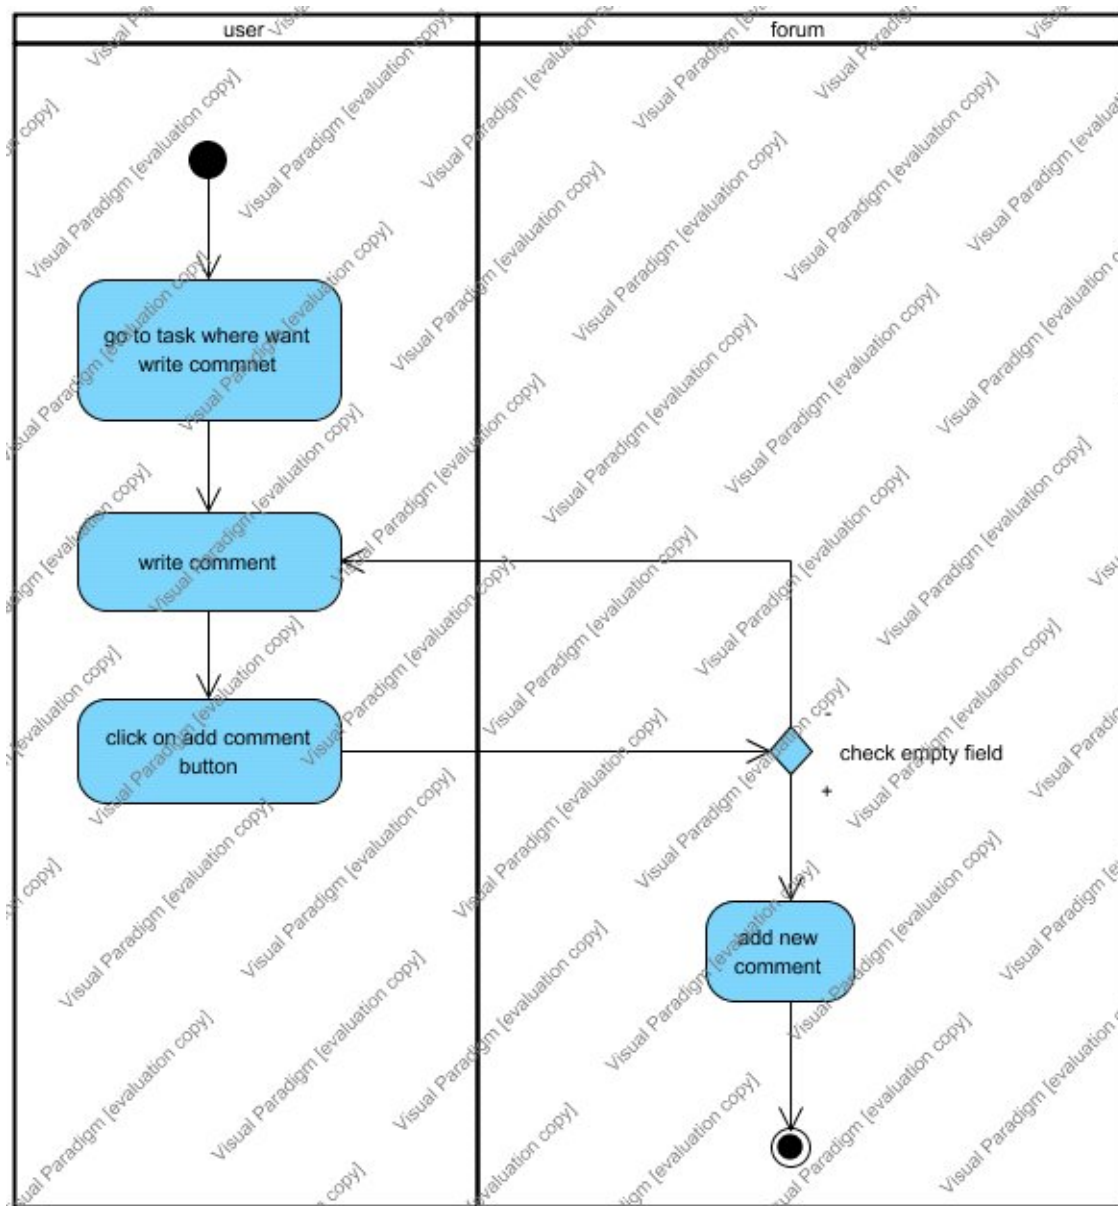 user
forum
go to task where want
write commnet
write comment
click on add comment
button
-
check empty field
+
add new
comment
Visual Paradigm [evaluation copy]